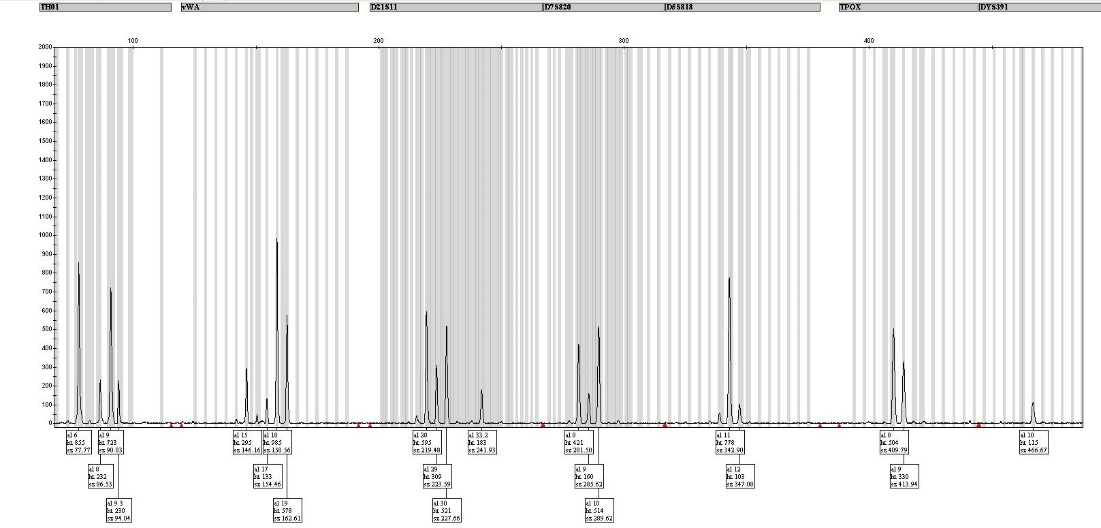 TH01 vWA D21S11 D7S820 D5S818 TPOX DYS391
100 200 300 400
2000
1900
1800
1700
1600
1500
1400
1300
1200
1100
1000
900
800
700
600
500
400
300
200
100
0
al 6
ht 855
sz 77.77
al 9
ht 723
sz 90.83
al 15
ht 295
sz 146.16
al 18
ht 985
sz 158.56
al 28
ht 595
sz 219.48
al 33.2
ht 183
sz 241.93
al 8
ht 421
sz 281.50
al 11
ht 778
sz 342.90
al 8
ht 504
sz 409.79
al 10
ht 115
sz 466.67
al 8
ht 232
sz 86.53
al 17
ht 133
sz 154.46
al 29
ht 309
sz 223.59
al 9
ht 160
sz 285.62
al 12
ht 103
sz 347.08
al 9
ht 330
sz 413.94
al 9.3
ht 230
sz 94.04
al 19
ht 578
sz 162.61
al 30
ht 521
sz 227.66
al 10
ht 514
sz 289.62